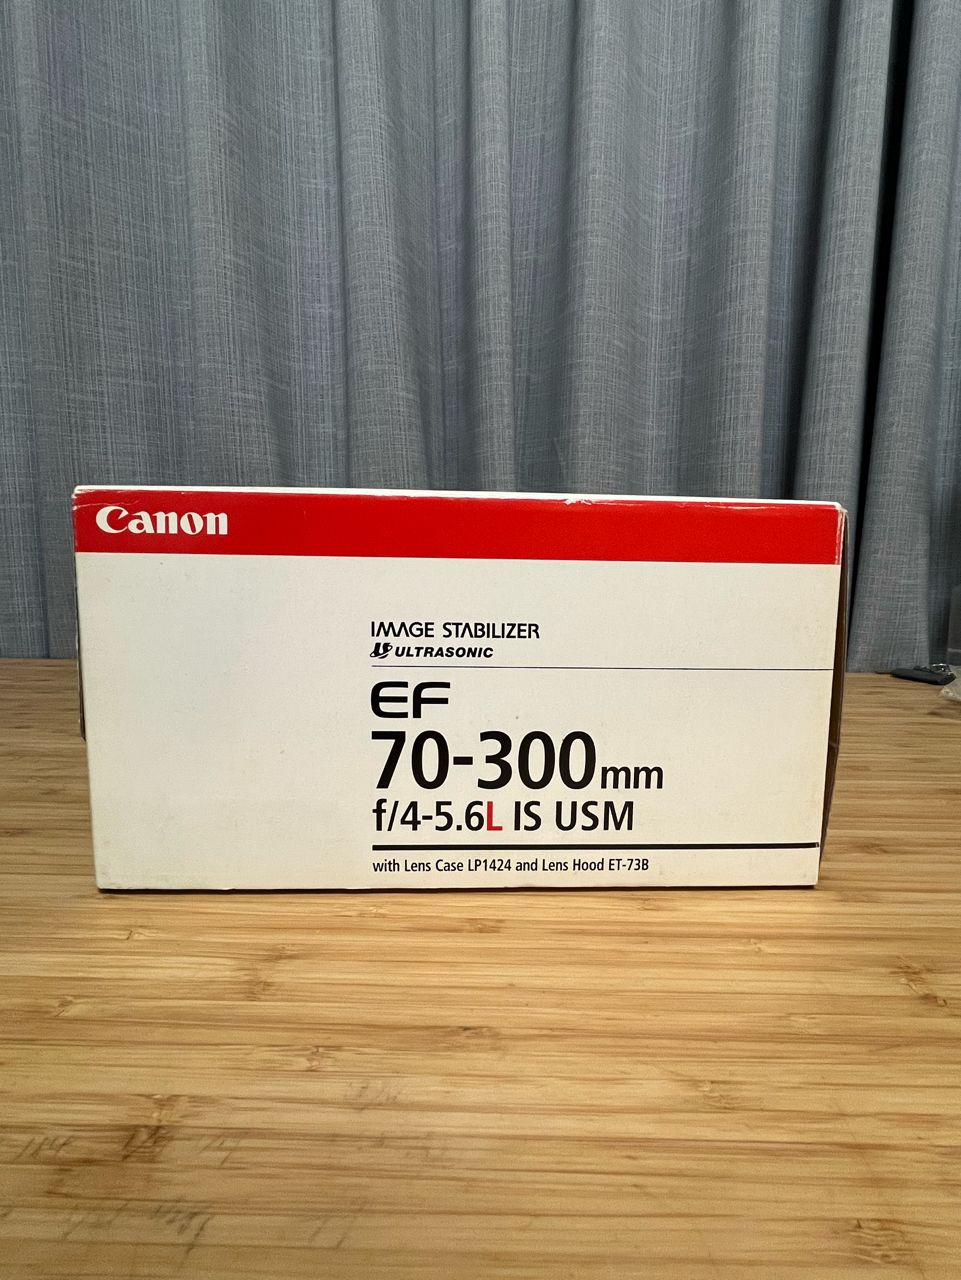 Canon
IMAGE STABILIZER
ULTRASONIC
EF
70-300mm
f/4-5.6L IS USM
with Lens Case LP1424 and Lens Hood ET-73B